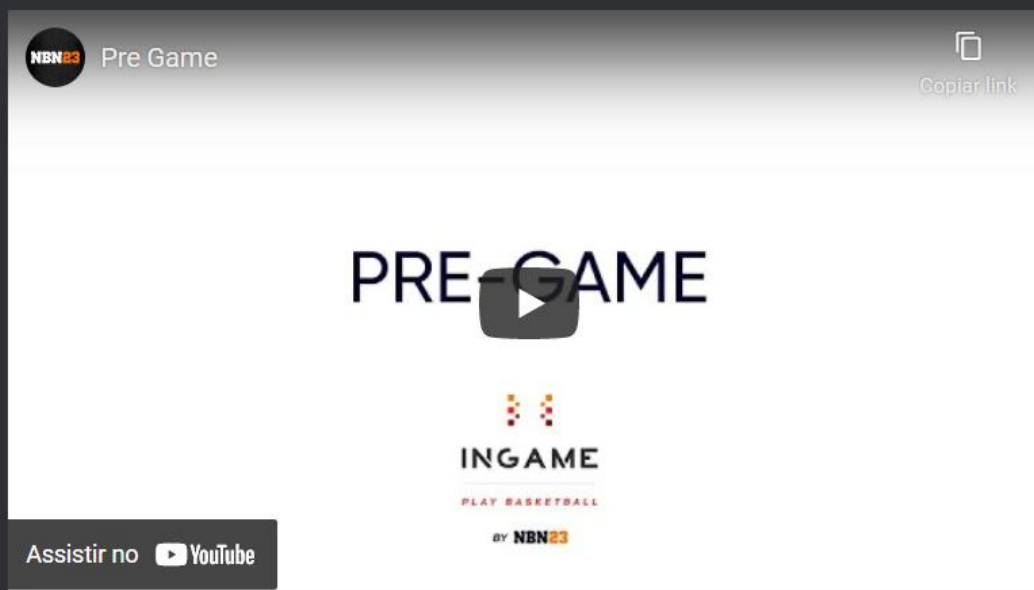 NBN23 Pre Game
Copiar link
PRE-GAME
INGAME
PLAY BASKETBALL
BY NBN23
Assistir no YouTube